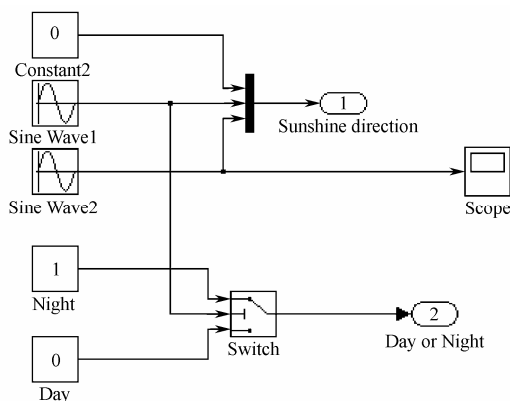 0
Constant2
Sine Wave1
1
Sunshine direction
Sine Wave2
Scope
1
Night
2
Day or Night
Switch
0
Day